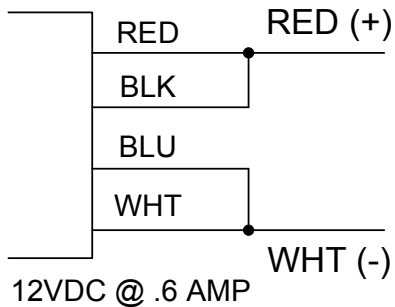 RED
RED (+)
BLK
BLU
WHT
WHT (-)
12VDC @ .6 AMP